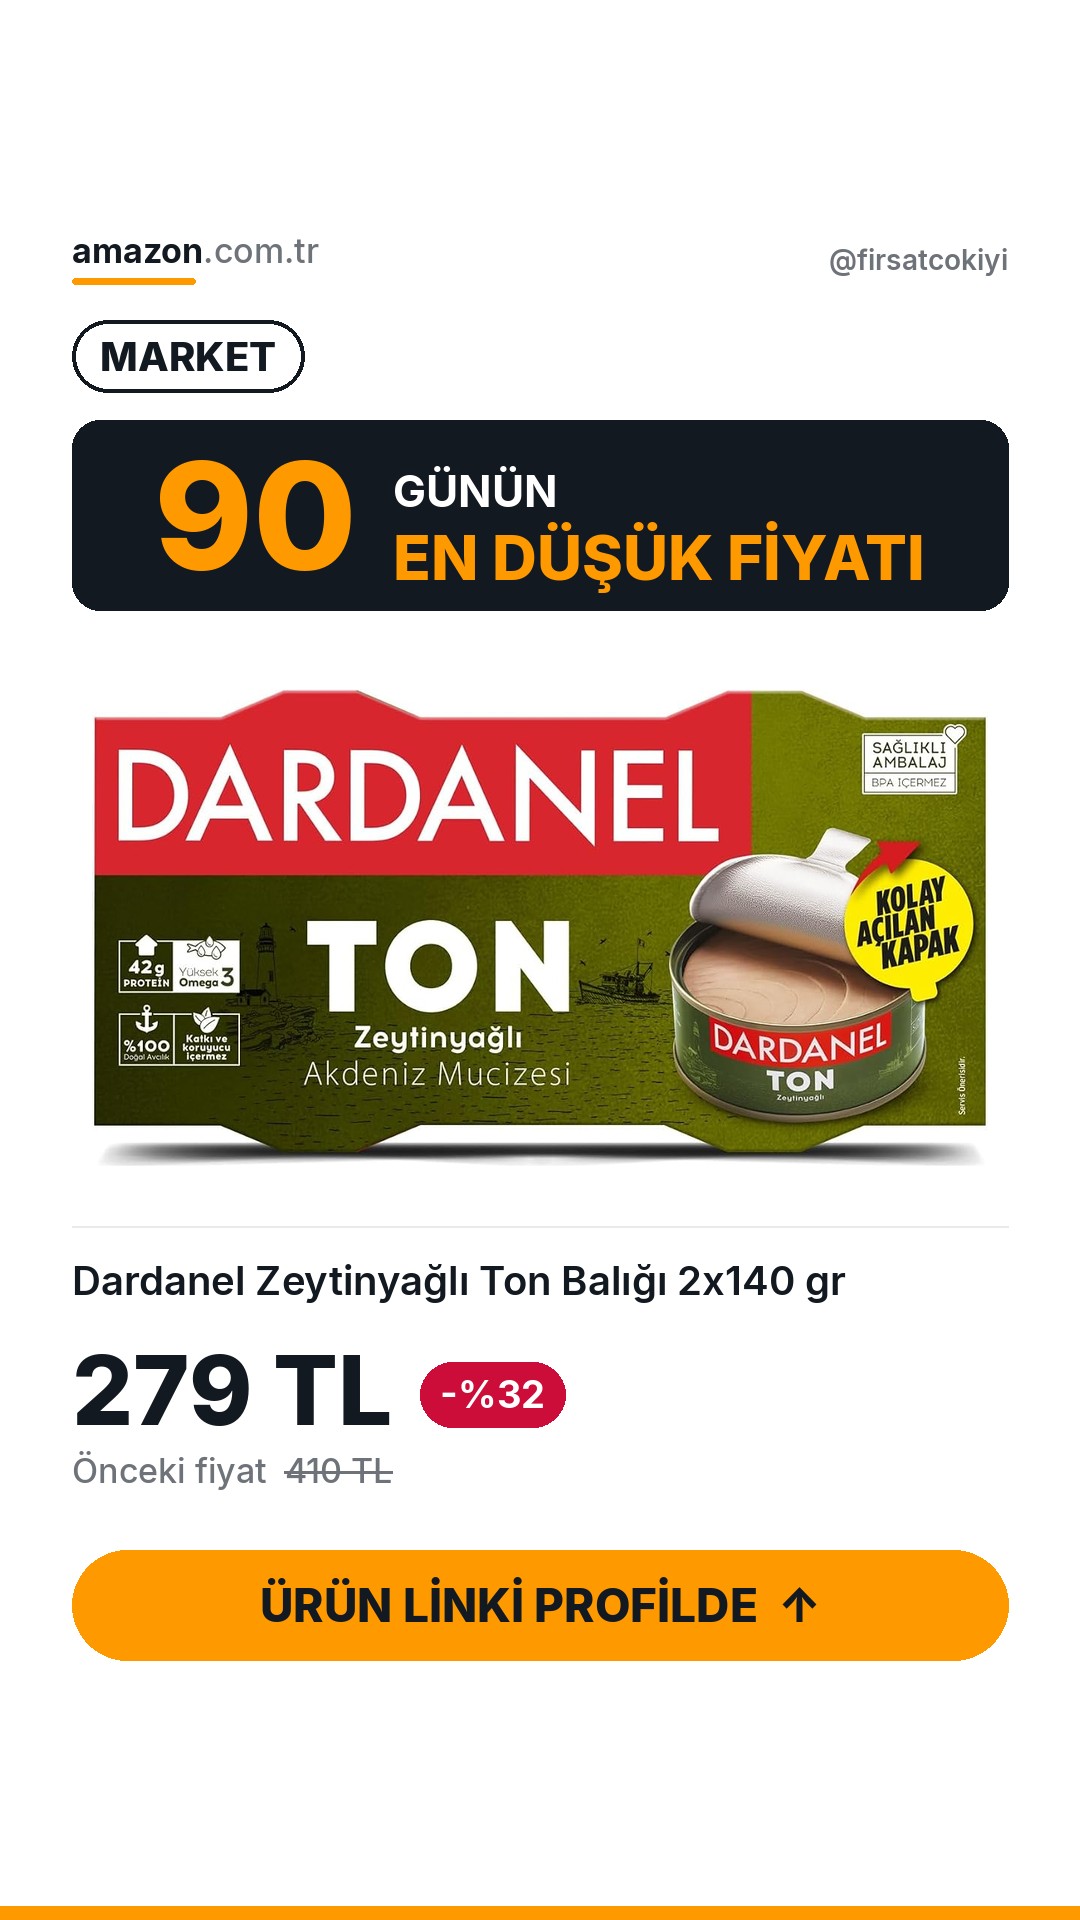 amazon.com.tr
@firsatcokiyi
MARKET
90
GÜNÜN
EN DÜŞÜK FİYATI
DARDANEL
SAĞLIKLI
AMBALAJ
BPA İÇERMEZ
KOLAY
AÇILAN
KAPAK
TON
Zeytinyağlı
Akdeniz Mucizesi
42g
PROTEİN
Yüksek
Omega 3
%100
Doğal Avcılık
Katkı ve
koruyucu
içermez
DARDANEL
TON
Zeytinyağlı
Servis Önerisidir.
Dardanel Zeytinyağlı Ton Balığı 2x140 gr
279 TL
-%32
Önceki fiyat 410 TL
ÜRÜN LİNKİ PROFİLDE ↑